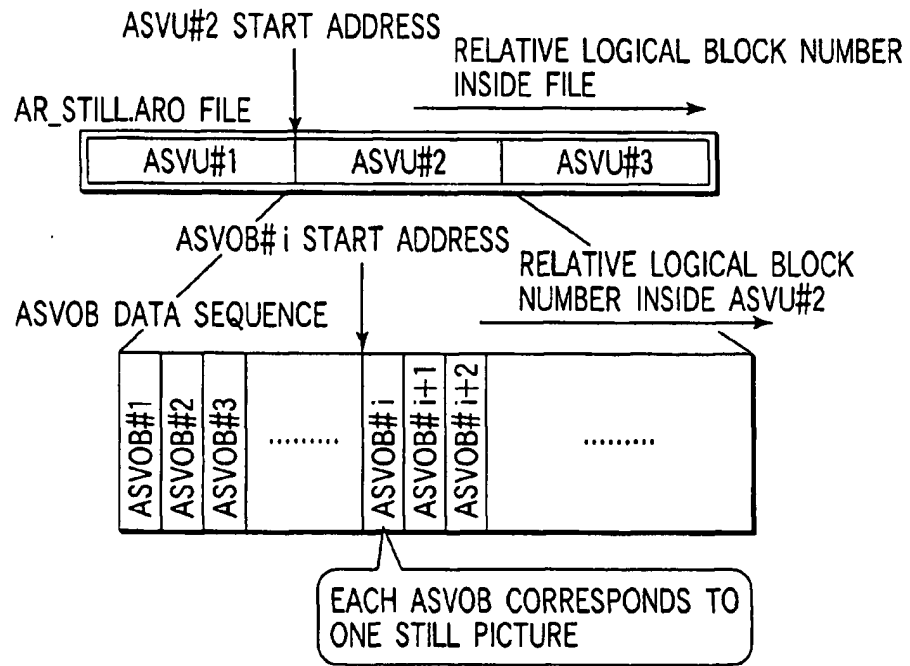 ASVU#2 START ADDRESS
RELATIVE LOGICAL BLOCK NUMBER
INSIDE FILE
AR_STILL.ARO FILE
ASVU#1
ASVU#2
ASVU#3
ASVOB#i START ADDRESS
RELATIVE LOGICAL BLOCK
NUMBER INSIDE ASVU#2
ASVOB DATA SEQUENCE
ASVOB#1
ASVOB#2
ASVOB#3
.........
ASVOB#i
ASVOB#i+1
ASVOB#i+2
.........
EACH ASVOB CORRESPONDS TO
ONE STILL PICTURE